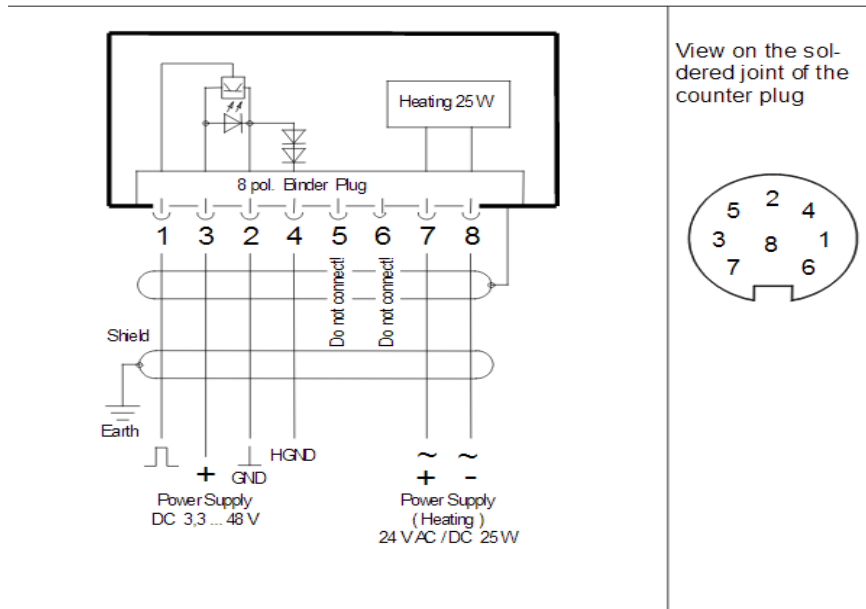 View on the sol-
dered joint of the
counter plug
Heating 25 W
8 pol. Binder Plug
1 3 2 4 5 6 7 8
Do not connect!
Do not connect!
5 2 4
3 8 1
7 6
Shield
Earth
HGND
+ GND
~ ~
+ -
Power Supply
DC 3,3 ... 48 V
Power Supply
( Heating )
24 VAC / DC 25 W